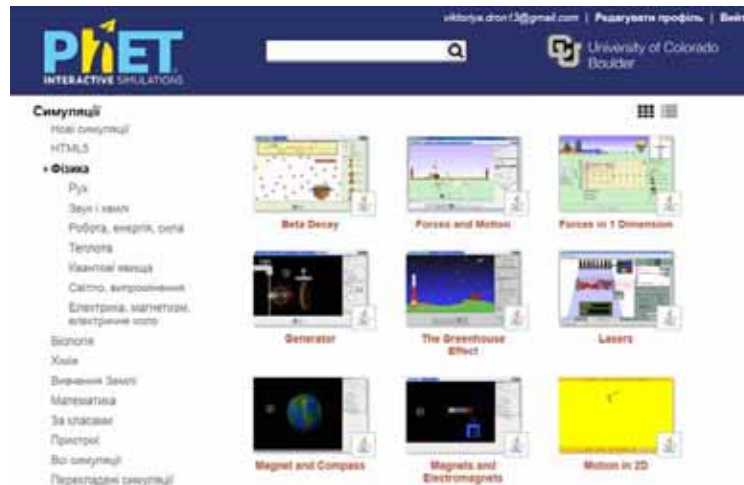 viktoriya.dron13@gmail.com | Редагувати профіль | Вийт
PhET
INTERACTIVE SIMULATIONS
University of Colorado
Boulder
Симуляції
Нові симуляції
HTML5
Фізика
Рух
Звук і хвилі
Робота, енергія, сила
Теплота
Квантові явища
Світло, випромінення
Електрика, магнетизм,
електричне коло
Біологія
Хімія
Вивчення Землі
Математика
За класами
Пристрої
Всі симуляції
Перекладені симуляції
Beta Decay
Forces and Motion
Forces in 1 Dimension
Generator
The Greenhouse
Effect
Lasers
Magnet and Compass
Magnets and
Electromagnets
Motion in 2D